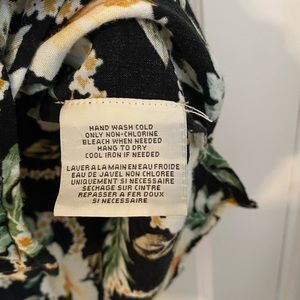 HAND WASH COLD
ONLY NON-CHLORINE
BLEACH WHEN NEEDED
HANG TO DRY
COOL IRON IF NEEDED
LAVER A LA MAIN EN EAU FROIDE
EAU DE JAVEL NON CHLOREE
UNIQUEMENT SI NECESSAIRE
SECHAGE SUR CINTRE
REPASSER A FER DOUX
SI NECESSAIRE